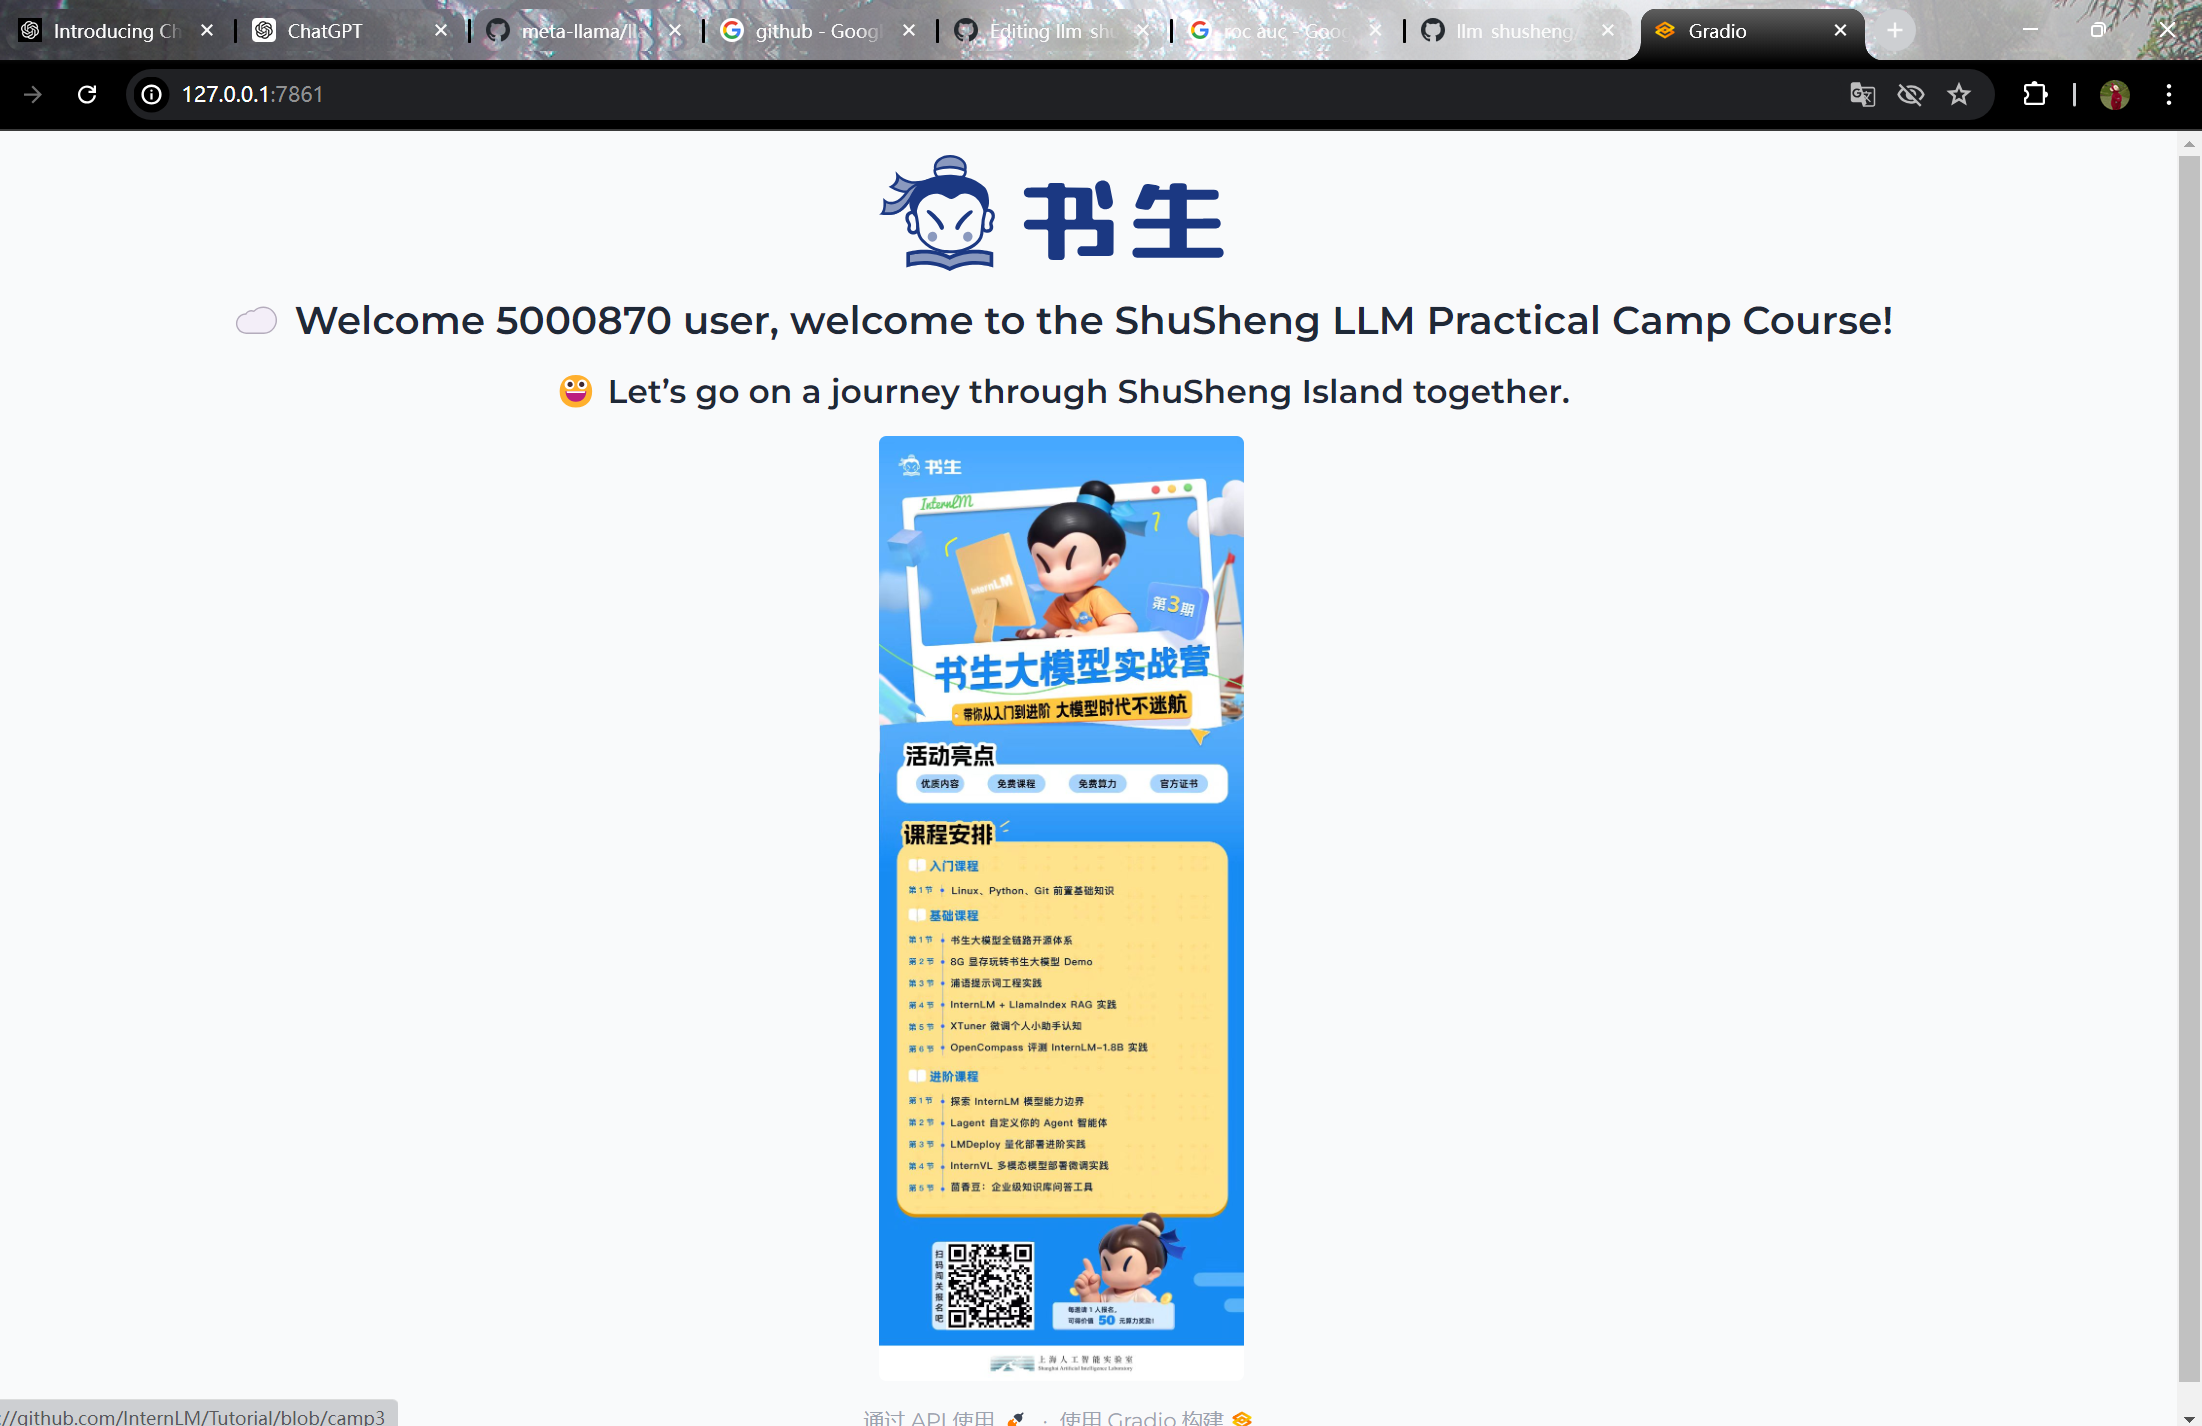 Introducing Ch
ChatGPT
meta-llama/ll
github - Googl
Editing llm shu
roc auc - Goo
llm shusheng
Gradio
127.0.0.1:7861
书生
Welcome 5000870 user, welcome to the ShuSheng LLM Practical Camp Course!
Let’s go on a journey through ShuSheng Island together.
书生
InternLM
InternLM
第3期
书生大模型实战营
带你从入门到进阶 大模型时代不迷航
活动亮点
优质内容 免费课程 免费算力 官方证书
课程安排
入门课程
第1节 Linux、Python、Git 前置基础知识
基础课程
第1节 书生大模型全链路开源体系
第2节 8G 显存玩转书生大模型 Demo
第3节 浦语提示词工程实践
第4节 InternLM + LlamaIndex RAG 实践
第5节 XTuner 微调个人小助手认知
第6节 OpenCompass 评测 InternLM-1.8B 实践
进阶课程
第1节 探索 InternLM 模型能力边界
第2节 Lagent 自定义你的 Agent 智能体
第3节 LMDeploy 量化部署进阶实践
第4节 InternVL 多模态模型部署微调实践
第5节 茴香豆：企业级知识库问答工具
扫码闯关报名吧
每邀请1人报名，
可得价值 50 元算力奖励！
上海人工智能实验室
Shanghai Artificial Intelligence Laboratory
通过 API 使用 · 使用 Gradio 构建
://github.com/InternLM/Tutorial/blob/camp3